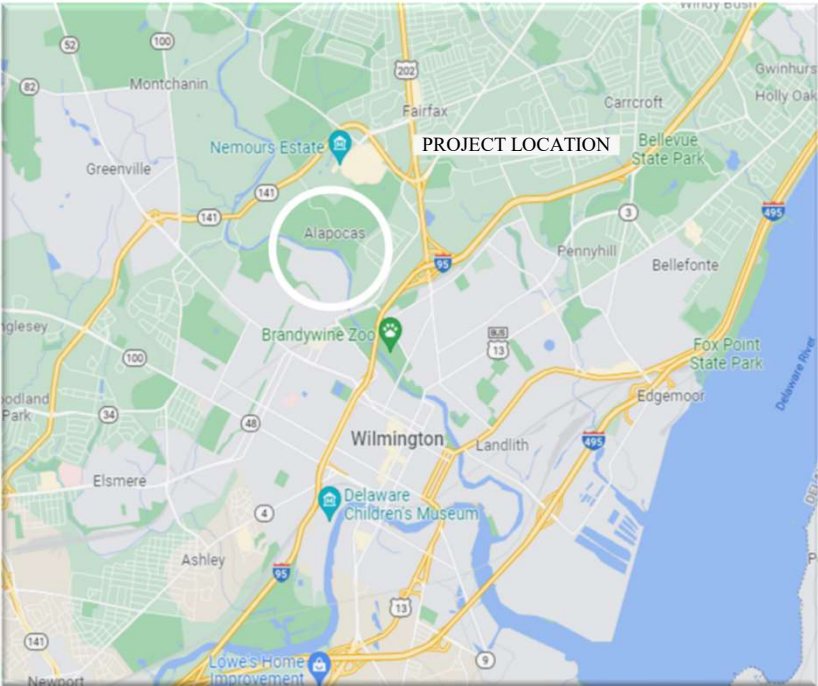 Windy Bush
52
100
202
Gwinhurs
82
Montchanin
Holly Oak
Fairfax
Carrcroft
PROJECT LOCATION
Nemours Estate
Bellevue
State Park
Greenville
141
141
141
3
495
Alapocas
Pennyhill
95
Bellefonte
nglesey
Brandywine Zoo
BUS
13
Fox Point
State Park
100
Delaware River
oodland
Park
34
48
Edgemoor
Wilmington
Landlith
495
Elsmere
4
Delaware
Children's Museum
DEL
Ashley
95
13
141
Lowe's Home
Improvement
9
Newport